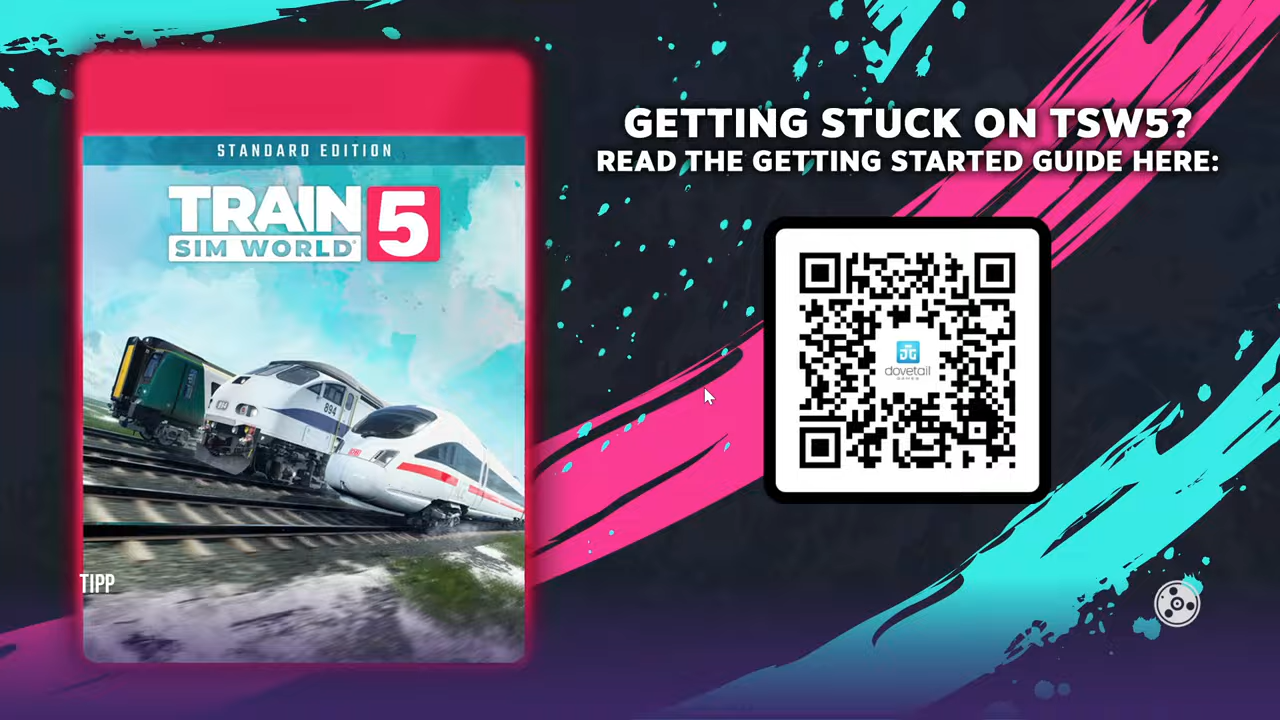 STANDARD EDITION
TRAIN
SIM WORLD
5
894
TIPP
GETTING STUCK ON TSW5?
READ THE GETTING STARTED GUIDE HERE:
dovetail
GAMES